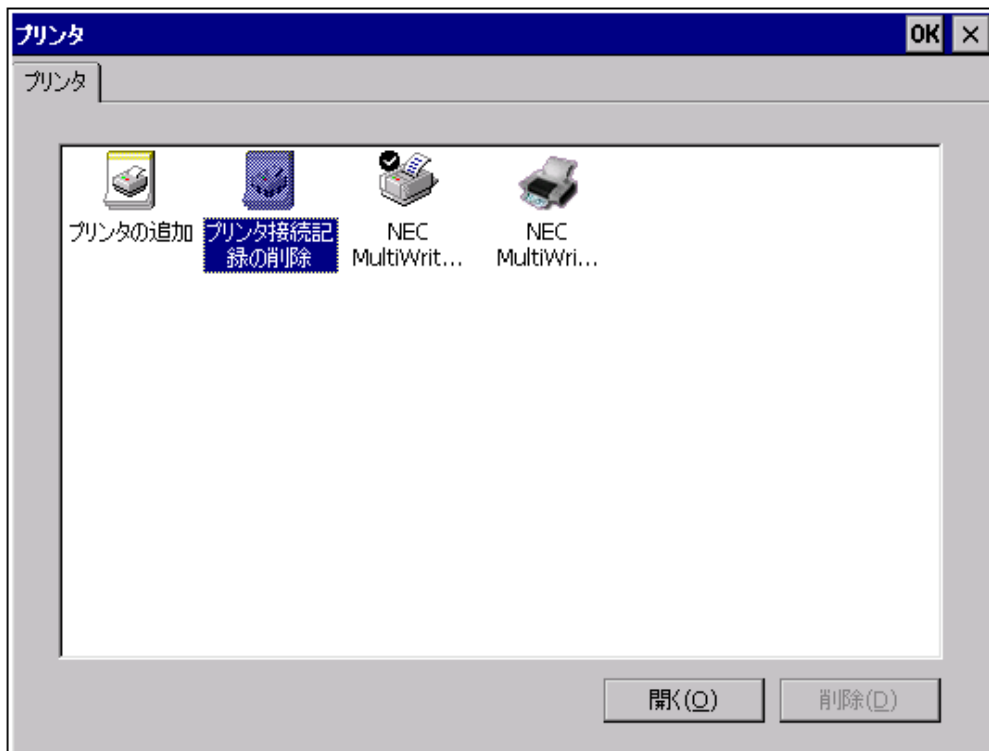 プリンタ
OK ×
プリンタ
プリンタの追加
プリンタ接続記
録の削除
NEC
MultiWrit...
NEC
MultiWri...
開く(O)
削除(D)